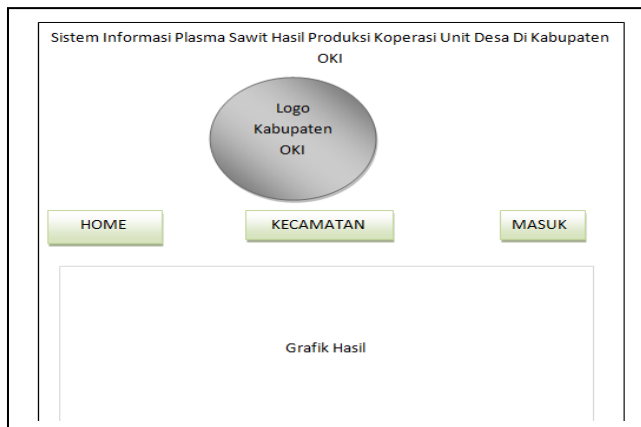 Sistem Informasi Plasma Sawit Hasil Produksi Koperasi Unit Desa Di Kabupaten
OKI
Logo
Kabupaten
OKI
HOME
KECAMATAN
MASUK
Grafik Hasil